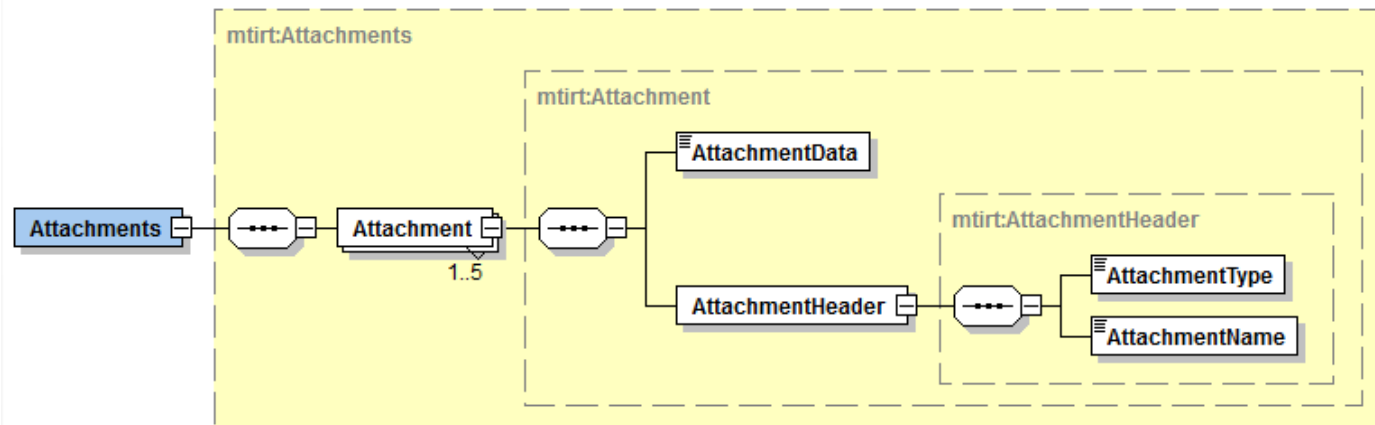 mtirt:Attachments
mtirt:Attachment
AttachmentData
mtirt:AttachmentHeader
Attachments
Attachment
1..5
AttachmentHeader
AttachmentType
AttachmentName